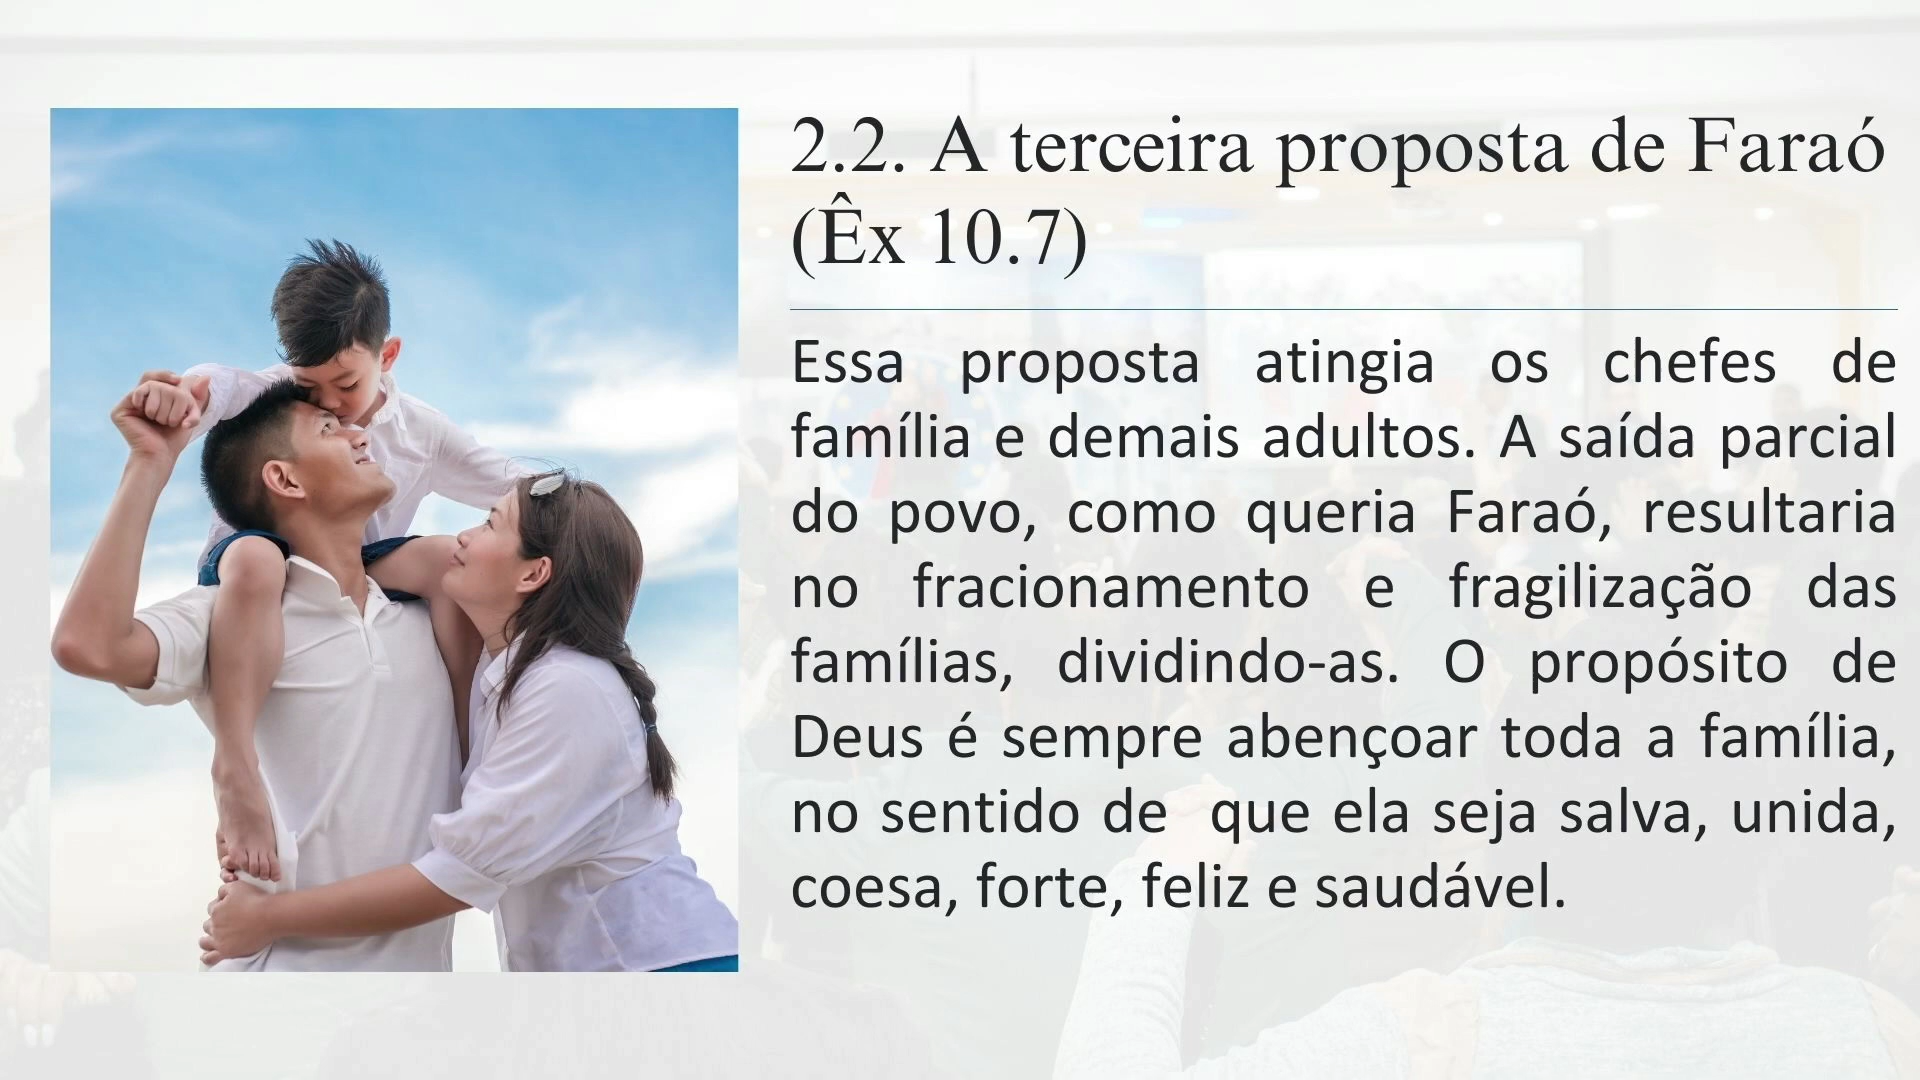 2.2. A terceira proposta de Faraó
(Êx 10.7)
Essa proposta atingia os chefes de
família e demais adultos. A saída parcial
do povo, como queria Faraó, resultaria
no fracionamento e fragilização das
famílias, dividindo-as. O propósito de
Deus é sempre abençoar toda a família,
no sentido de  que ela seja salva, unida,
coesa, forte, feliz e saudável.